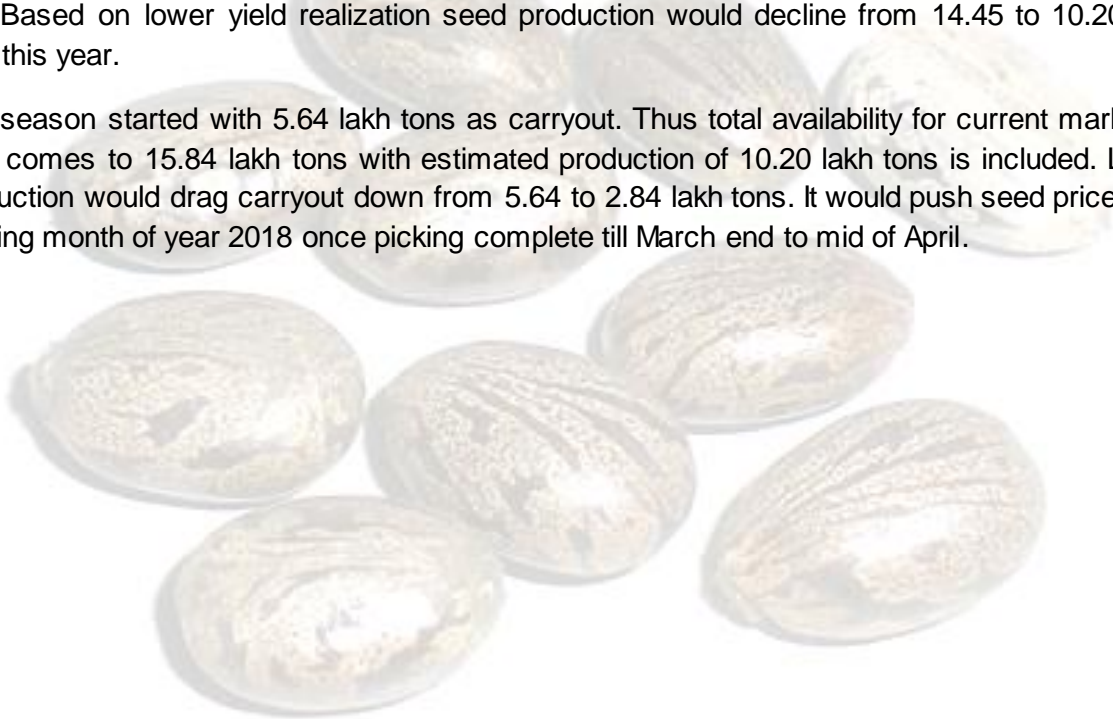 Based on lower yield realization seed production would decline from 14.45 to 10.20
this year.
season started with 5.64 lakh tons as carryout. Thus total availability for current
comes to 15.84 lakh tons with estimated production of 10.20 lakh tons is included.
would drag carryout down from 5.64 to 2.84 lakh tons. It would push seed
month of year 2018 once picking complete till March end to mid of April.